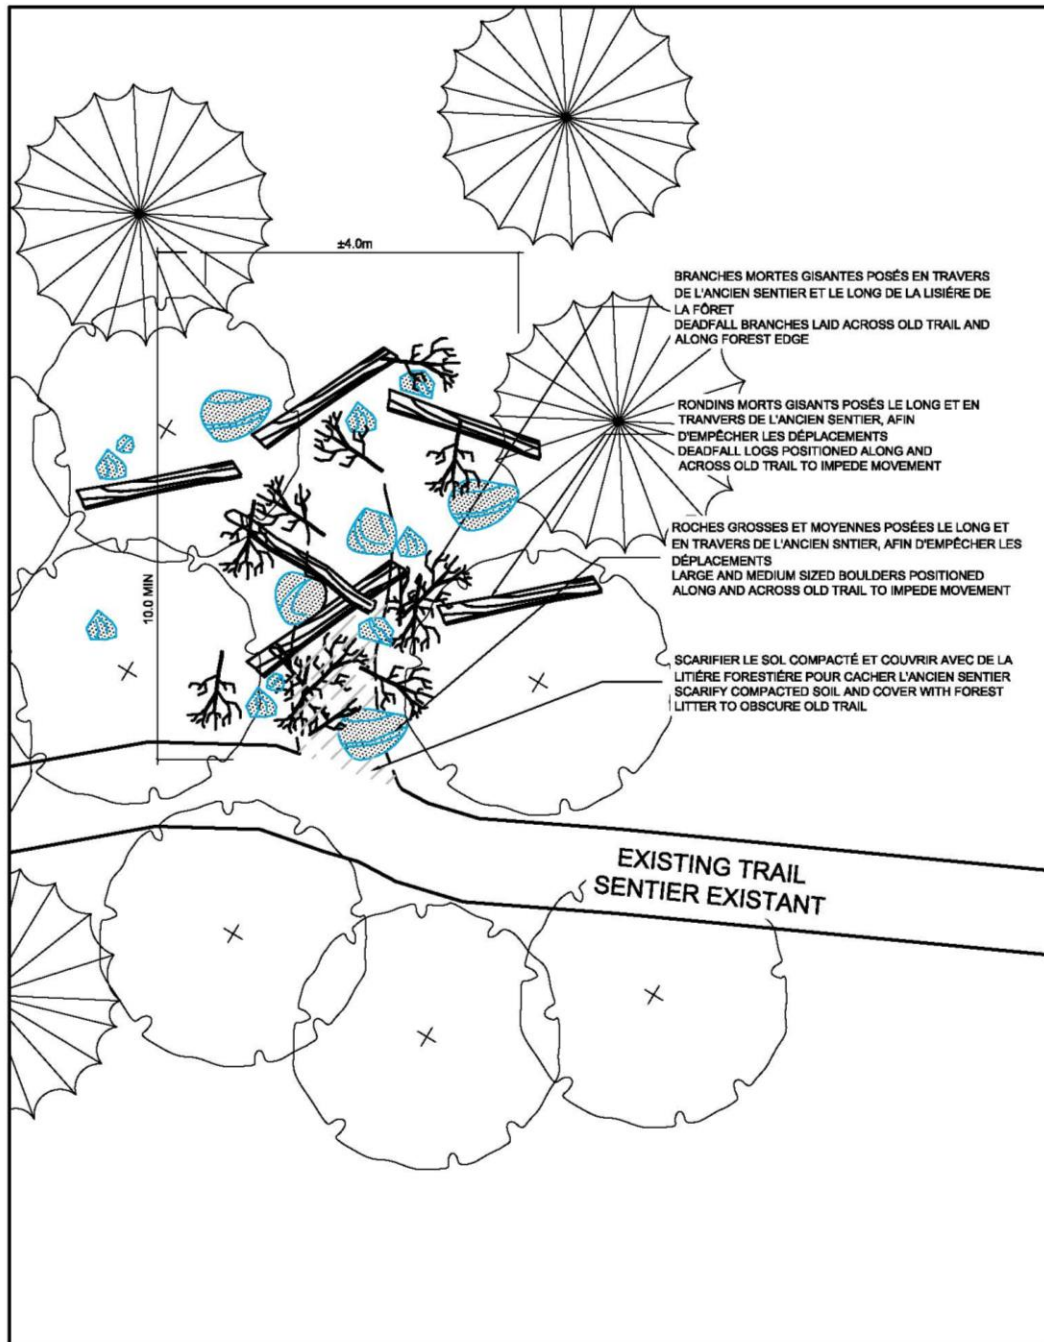 ±4.0m
BRANCHES MORTES GISANTES POSÉS EN TRAVERS
DE L'ANCIEN SENTIER ET LE LONG DE LA LISIÉRE DE
LA FÔRET
DEADFALL BRANCHES LAID ACROSS OLD TRAIL AND
ALONG FOREST EDGE
RONDINS MORTS GISANTS POSÉS LE LONG ET EN
TRANVERS DE L'ANCIEN SENTIER, AFIN
D'EMPÊCHER LES DÉPLACEMENTS
DEADFALL LOGS POSITIONED ALONG AND
ACROSS OLD TRAIL TO IMPEDE MOVEMENT
ROCHES GROSSES ET MOYENNES POSÉES LE LONG ET
EN TRAVERS DE L'ANCIEN SNTIER, AFIN D'EMPÊCHER LES
DÉPLACEMENTS
LARGE AND MEDIUM SIZED BOULDERS POSITIONED
ALONG AND ACROSS OLD TRAIL TO IMPEDE MOVEMENT
10.0 MIN
SCARIFIER LE SOL COMPACTÉ ET COUVRIR AVEC DE LA
LITIÉRE FORESTIÉRE POUR CACHER L'ANCIEN SENTIER
SCARIFY COMPACTED SOIL AND COVER WITH FOREST
LITTER TO OBSCURE OLD TRAIL
EXISTING TRAIL
SENTIER EXISTANT